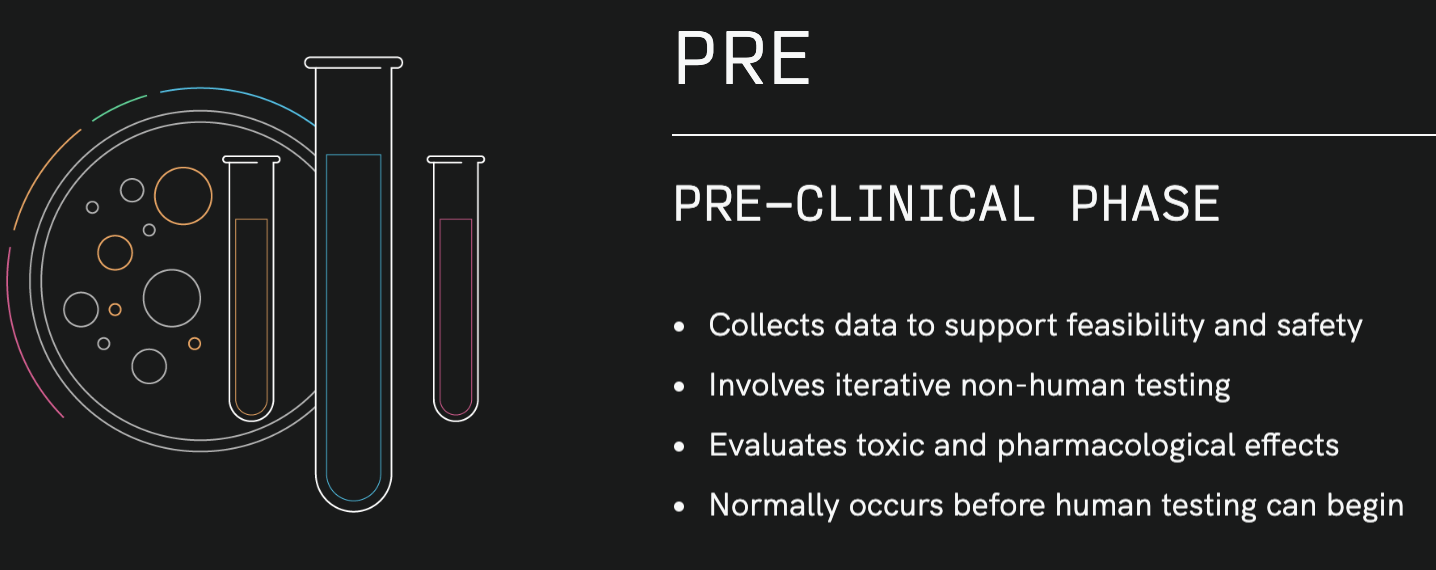 PRE
PRE–CLINICAL PHASE
• Collects data to support feasibility and safety
• Involves iterative non-human testing
• Evaluates toxic and pharmacological effects
• Normally occurs before human testing can begin